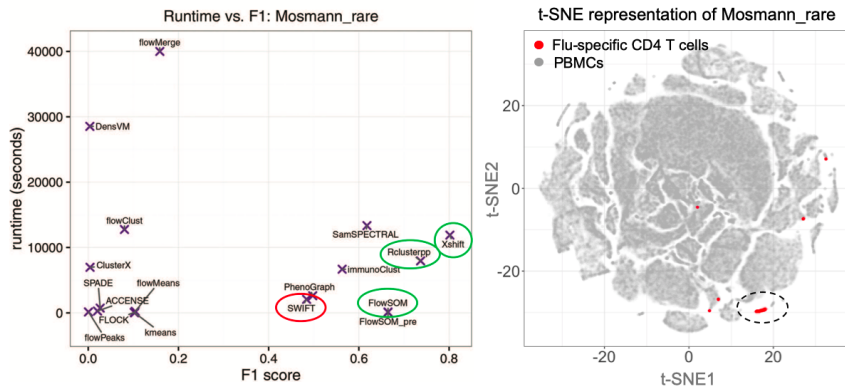 Runtime vs. F1: Mosmann_rare
40000
30000
20000
10000
0
runtime (seconds)
flowMerge
DensVM
flowClust
SamSPECTRAL
Xshift
Rclusterpp
immunoClust
ClusterX
SPADE
flowMeans
ACCENSE
FLOCK
flowPeaks
kmeans
PhenoGraph
SWIFT
FlowSOM
FlowSOM_pre
0.0
0.2
0.4
0.6
0.8
F1 score
t-SNE representation of Mosmann_rare
Flu-specific CD4 T cells
PBMCs
20
0
-20
t-SNE2
-20
0
20
t-SNE1